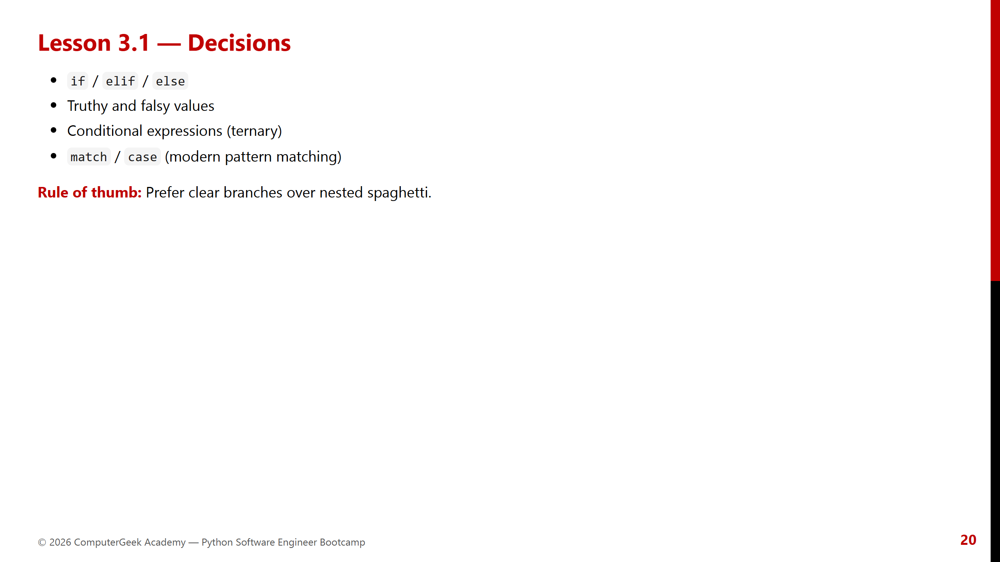 Lesson 3.1 — Decisions
• if / elif / else
• Truthy and falsy values
• Conditional expressions (ternary)
• match / case (modern pattern matching)
Rule of thumb: Prefer clear branches over nested spaghetti.
© 2026 ComputerGeek Academy — Python Software Engineer Bootcamp
20